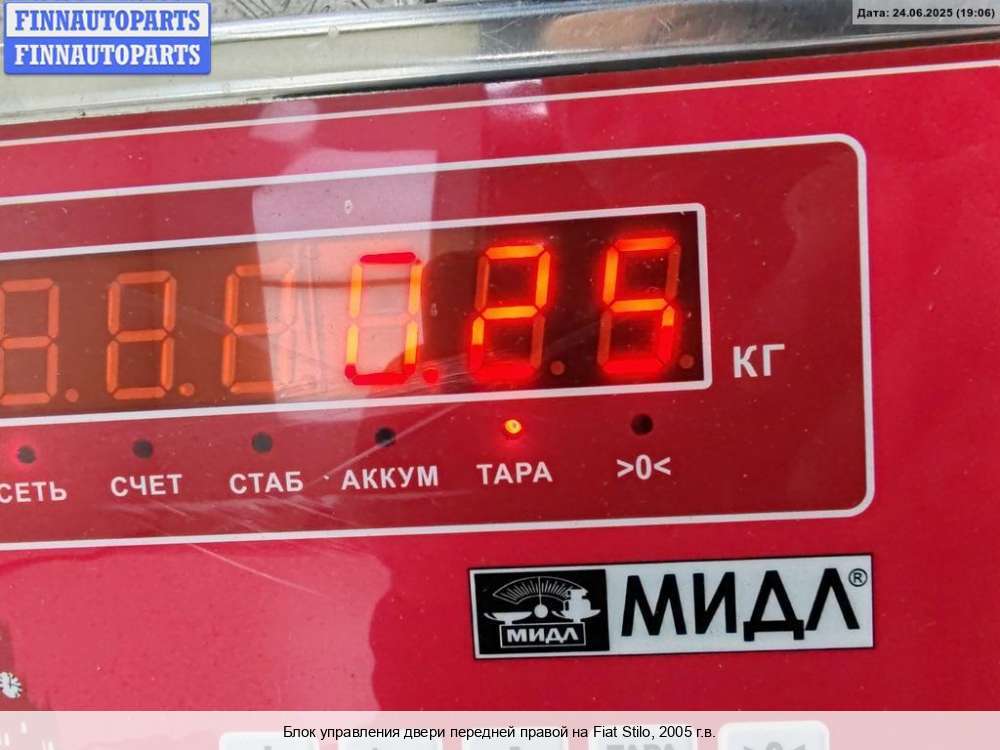 FINNAUTOPARTS
FINNAUTOPARTS
Дата: 24.06.2025 (19:06)
0.25
КГ
СЕТЬ СЧЕТ СТАБ АККУМ ТАРА >0<
МИДЛ
МИДЛ®
Блок управления двери передней правой на Fiat Stilo, 2005 г.в.